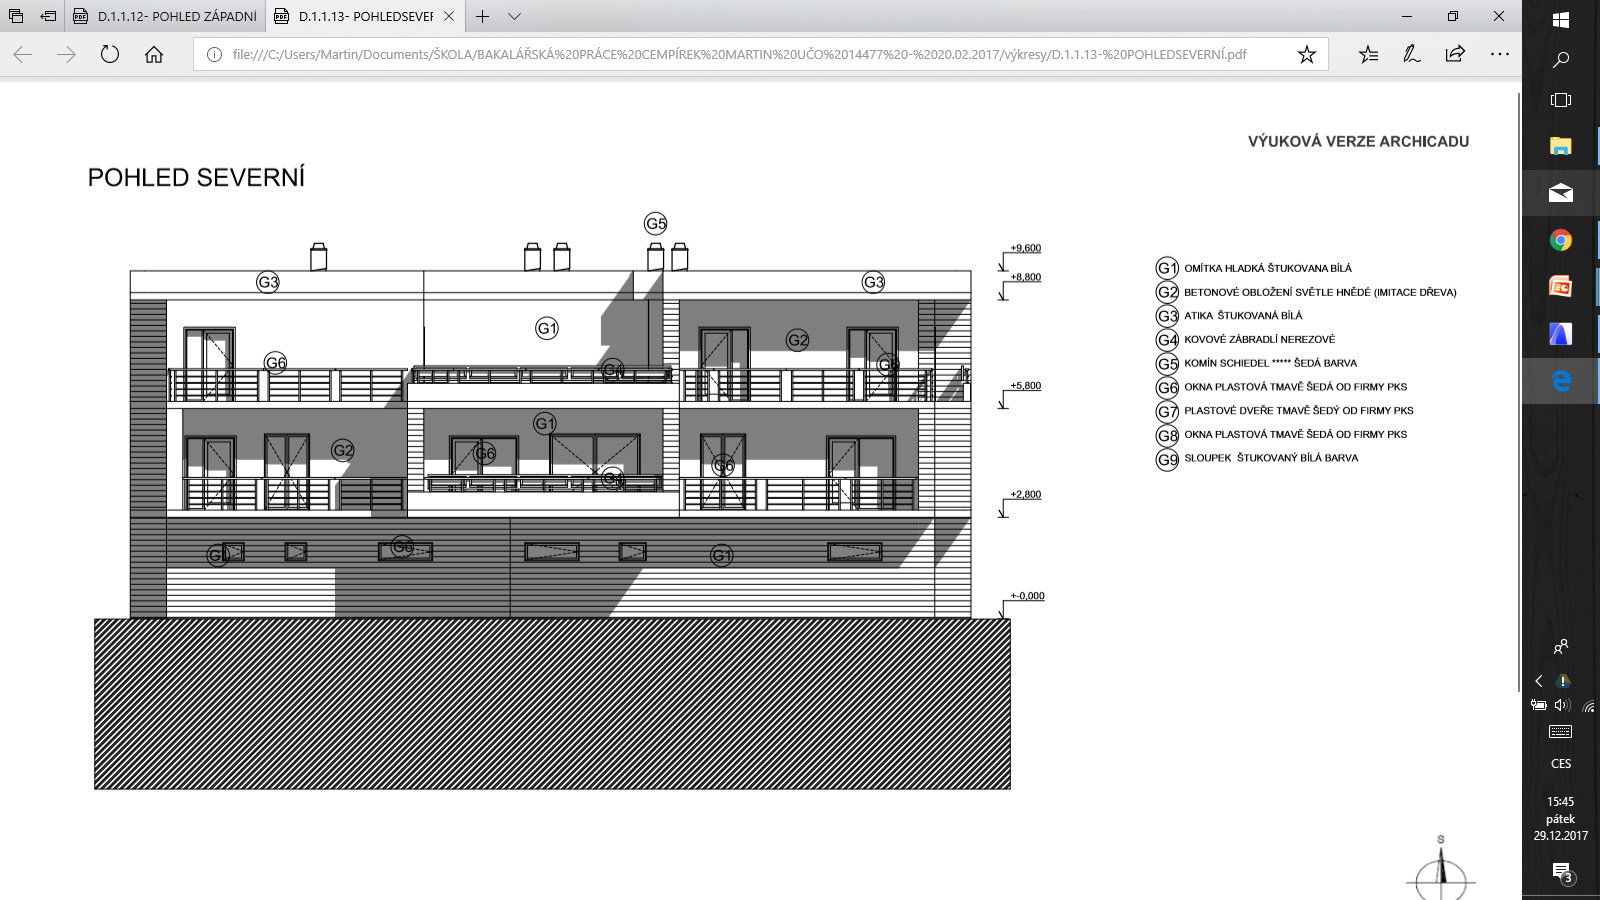 D.1.1.12- POHLED ZÁPADNÍ
D.1.1.13- POHLEDSEVEF
file:///C:/Users/Martin/Documents/ŠKOLA/BAKALÁŘSKÁ%20PRÁCE%20CEMPÍREK%20MARTIN%20UČO%2014477%20-%2020.02.2017/výkresy/D.1.1.13-%20POHLEDSEVERNÍ.pdf
VÝUKOVÁ VERZE ARCHICADU
POHLED SEVERNÍ
G5
+9,600
G3
G3
+8,800
G1
G2
G6
G4
+5,800
G1
G2
G6
G6
G4
+2,800
G6
G1
+-0,000
G1 OMÍTKA HLADKÁ ŠTUKOVANA BÍLÁ
G2 BETONOVÉ OBLOŽENÍ SVĚTLE HNĚDÉ (IMITACE DŘEVA)
G3 ATIKA ŠTUKOVANÁ BÍLÁ
G4 KOVOVÉ ZÁBRADLÍ NEREZOVÉ
G5 KOMÍN SCHIEDEL ***** ŠEDÁ BARVA
G6 OKNA PLASTOVÁ TMAVĚ ŠEDÁ OD FIRMY PKS
G7 PLASTOVÉ DVEŘE TMAVĚ ŠEDÝ OD FIRMY PKS
G8 OKNA PLASTOVÁ TMAVĚ ŠEDÁ OD FIRMY PKS
G9 SLOUPEK ŠTUKOVANÝ BÍLÁ BARVA
S
CES
15:45
pátek
29.12.2017
3